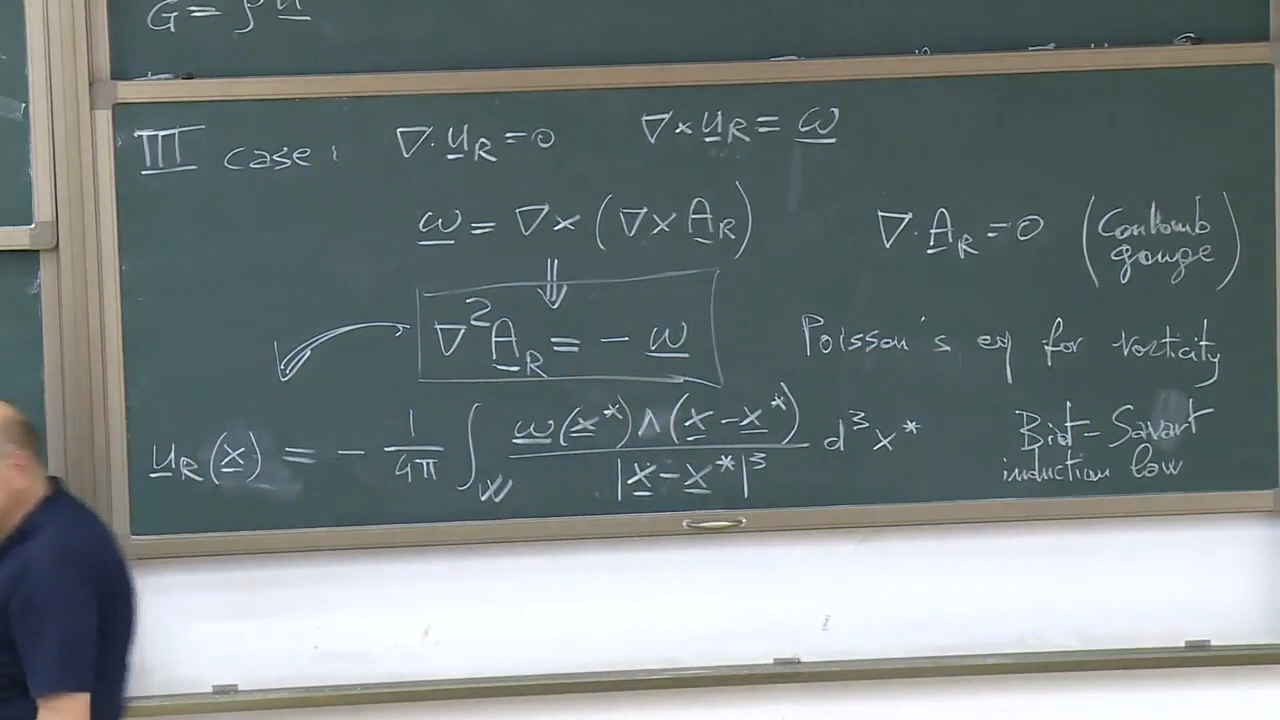 G = ρ u
III case: ∇·u_R = 0 ∇×u_R = ω
ω = ∇×(∇×A_R) ∇·A_R = 0 (Coulomb gauge)
⇓
∇²A_R = − ω Poisson's eq for vorticity
u_R(x) = − 1/4π ∫_W ω(x*)∧(x−x*) / |x−x*|³ d³x* Biot-Savart induction law